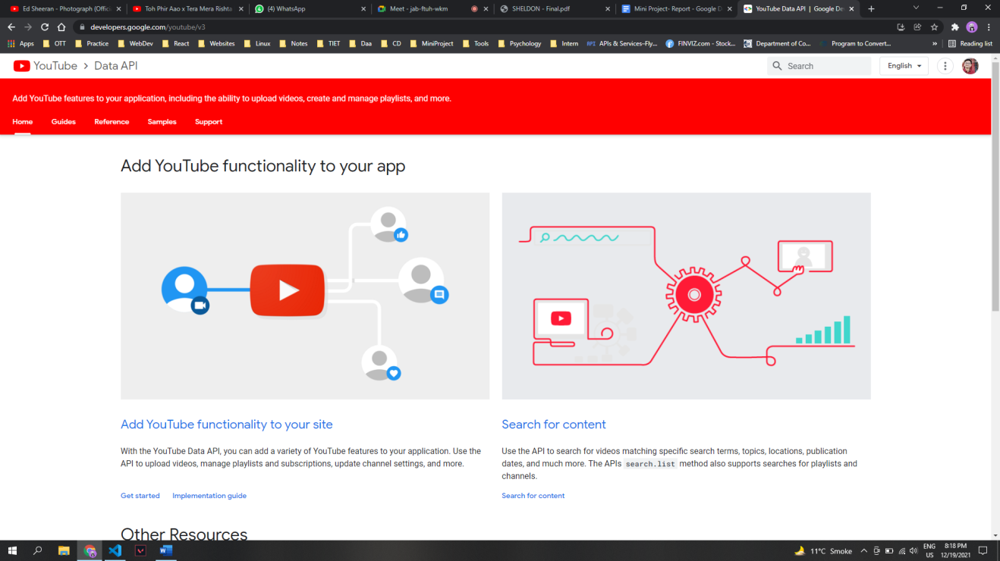 Ed Sheeran - Photograph (Offici
Toh Phir Aao x Tera Mera Rishta
(4) WhatsApp
Meet - jab-ftuh-wkm
SHELDON - Final.pdf
Mini Project- Report - Google D
YouTube Data API | Google De
developers.google.com/youtube/v3
Apps OTT Practice WebDev React Websites Linux Notes TIET Daa CD MiniProject Tools Psychology Intern API APIs & Services–Fly... FINVIZ.com - Stock... Department of Co... Program to Convert... » Reading list
YouTube > Data API
Search
English
Add YouTube features to your application, including the ability to upload videos, create and manage playlists, and more.
Home Guides Reference Samples Support
Add YouTube functionality to your app
Add YouTube functionality to your site
With the YouTube Data API, you can add a variety of YouTube features to your application. Use the
API to upload videos, manage playlists and subscriptions, update channel settings, and more.
Get started Implementation guide
Search for content
Use the API to search for videos matching specific search terms, topics, locations, publication
dates, and much more. The APIs search.list method also supports searches for playlists and
channels.
Search for content
Other Resources
11°C Smoke
ENG
US
8:18 PM
12/19/2021